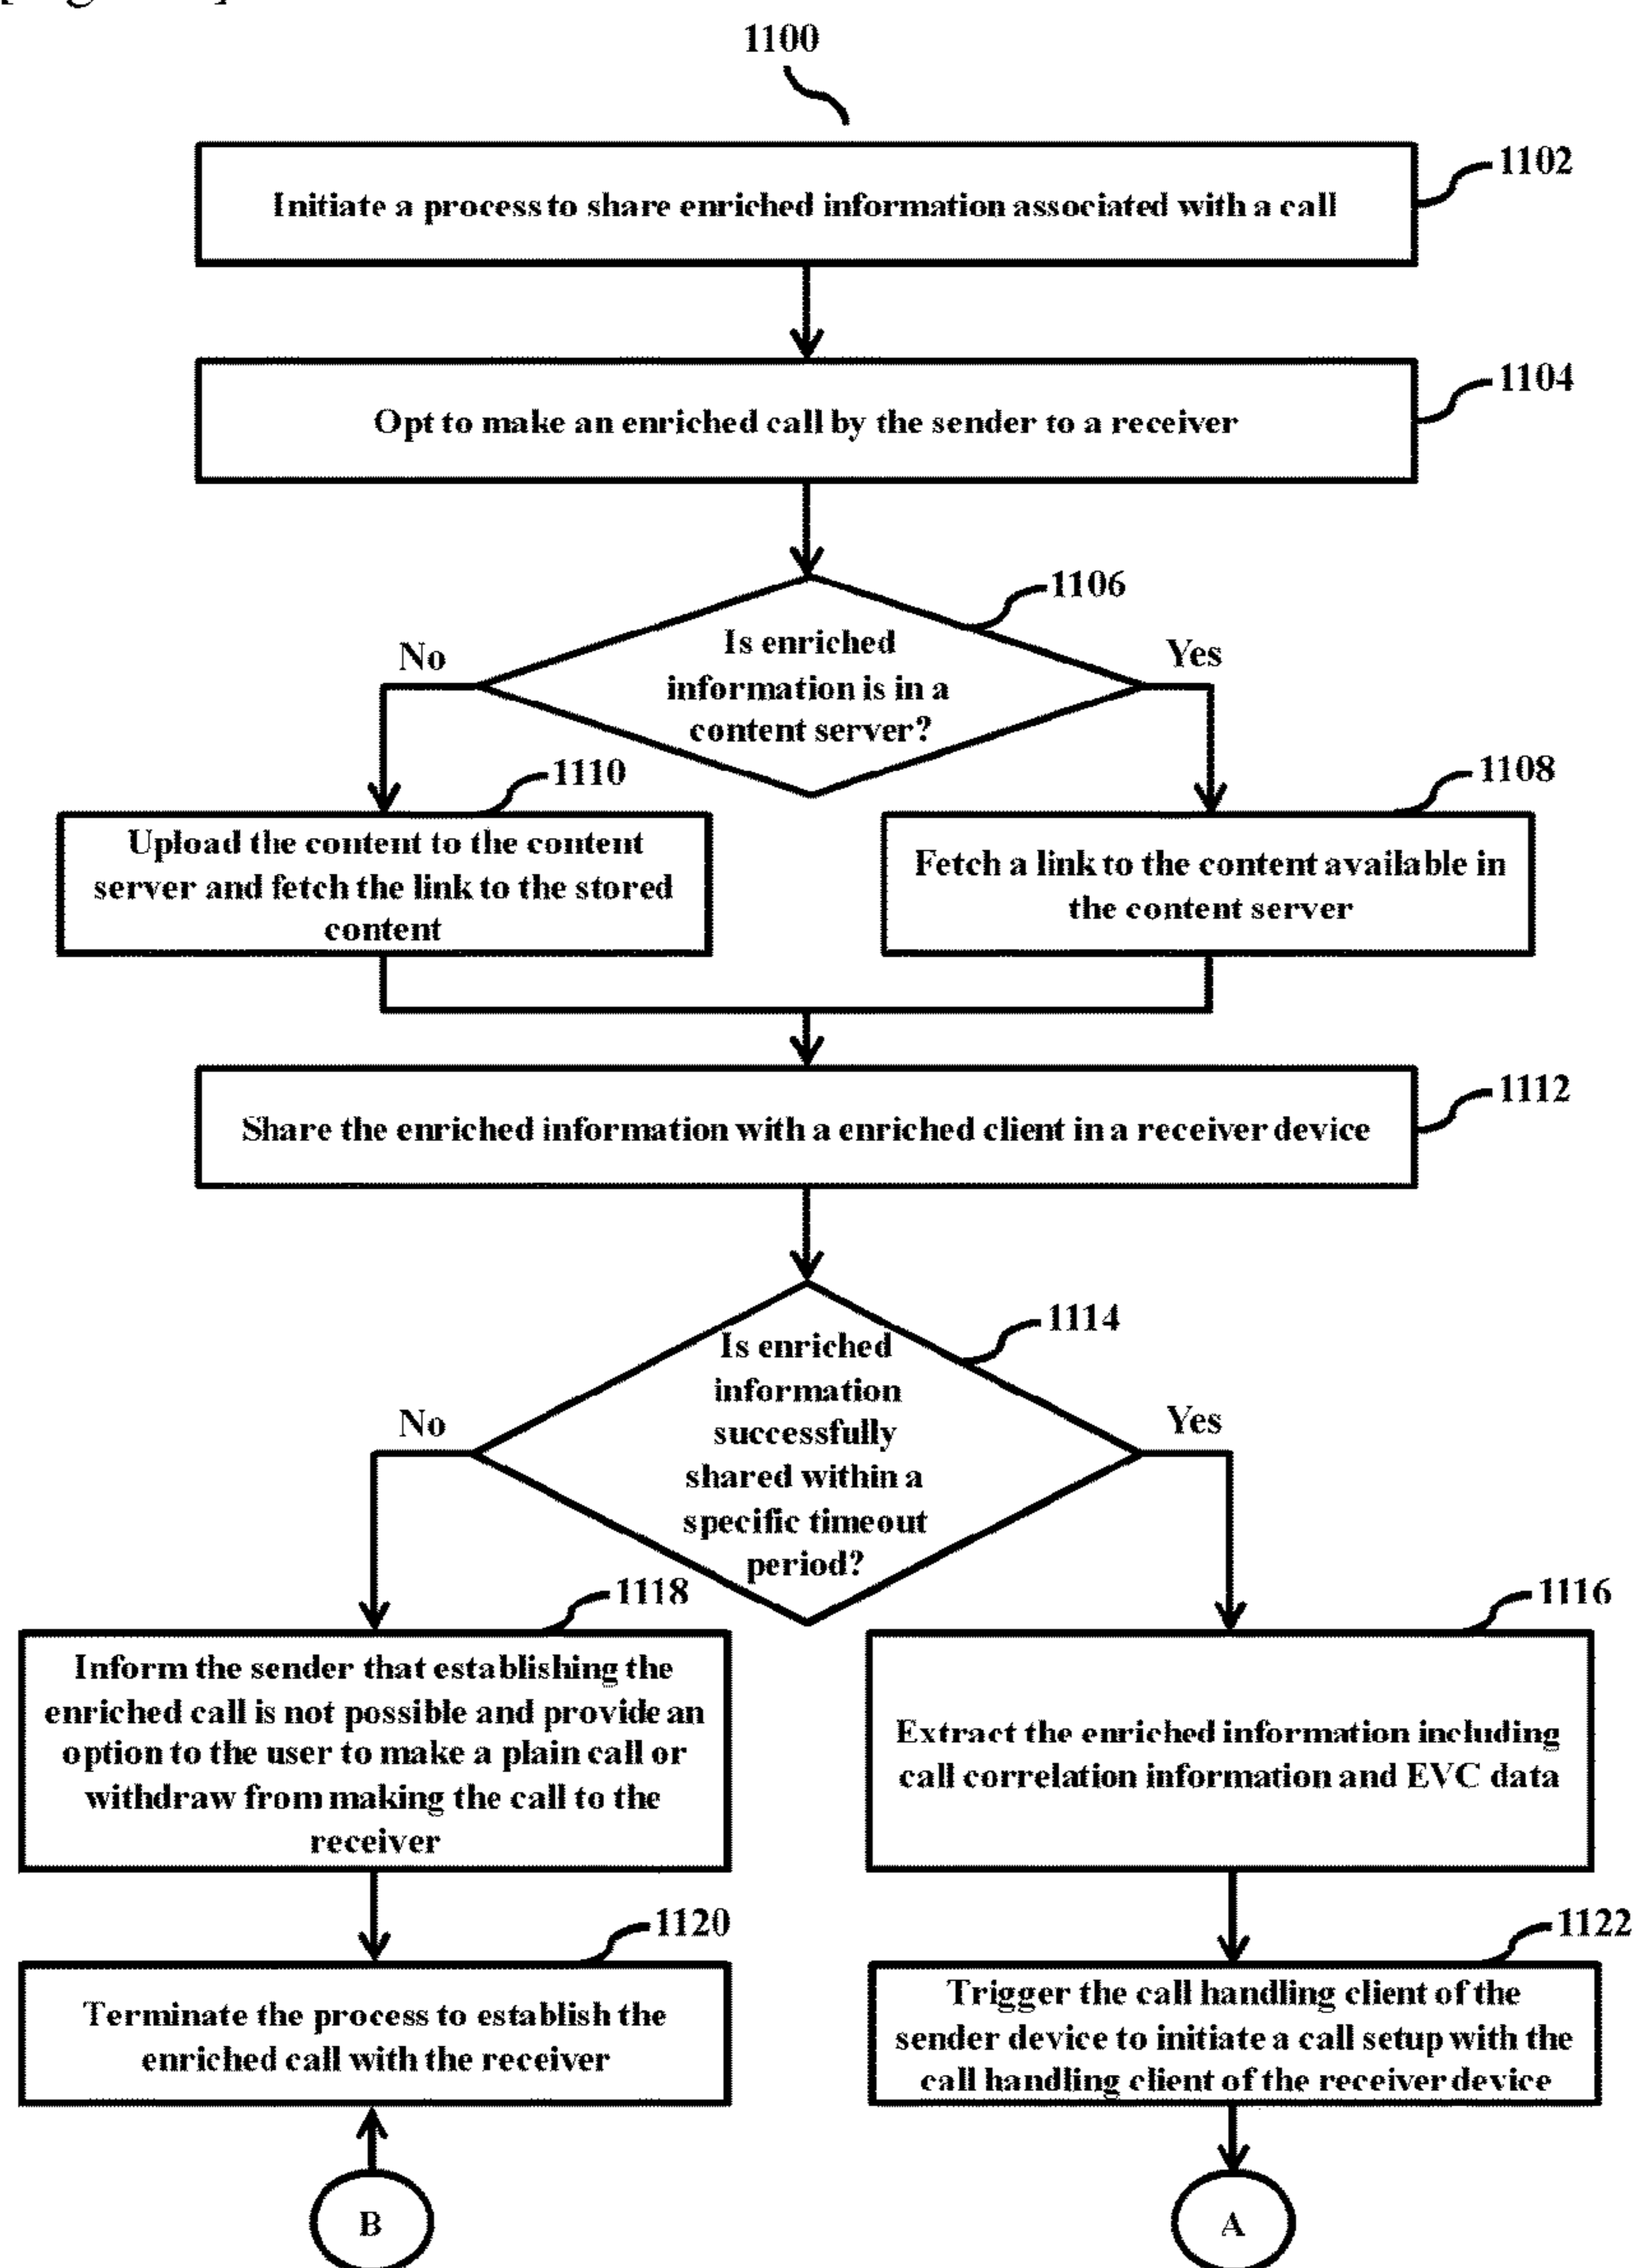 1100
1102
Initiate a process to share enriched information associated with a call
1104
Opt to make an enriched call by the sender to a receiver
1106
No
Yes
Is enriched
information is in a
content server?
1110
1108
Upload the content to the content
server and fetch the link to the stored
content
Fetch a link to the content available in
the content server
1112
Share the enriched information with a enriched client in a receiver device
1114
No
Yes
Is enriched
information
successfully
shared within a
specific timeout
period?
1118
1116
Inform the sender that establishing the
enriched call is not possible and provide an
option to the user to make a plain call or
withdraw from making the call to the
receiver
Extract the enriched information including
call correlation information and EVC data
1120
1122
Terminate the process to establish the
enriched call with the receiver
Trigger the call handling client of the
sender device to initiate a call setup with the
call handling client of the receiver device
B
A